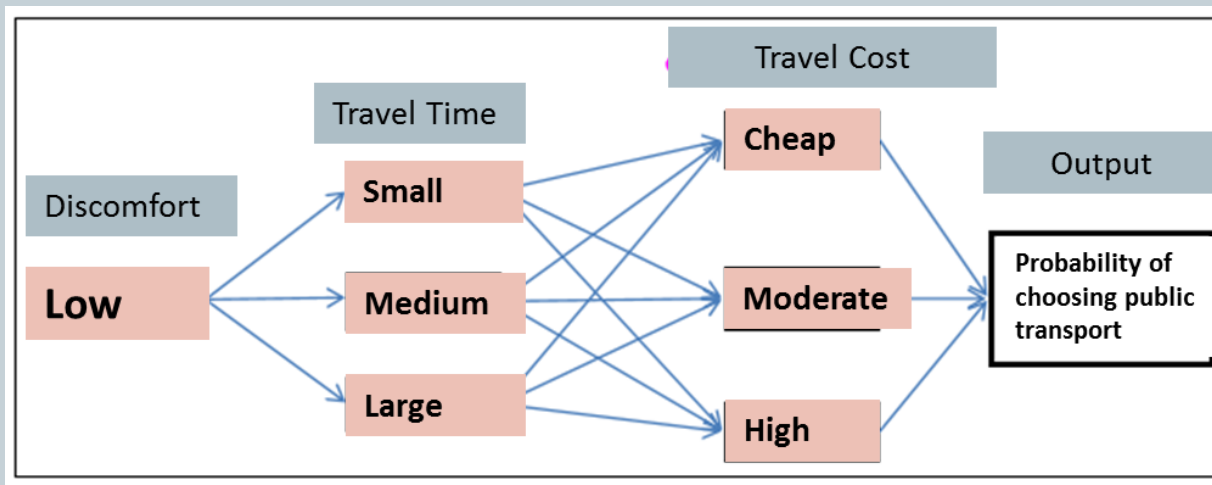 Discomfort
Low
Travel Time
Small
Medium
Large
Travel Cost
Cheap
Moderate
High
Output
Probability of
choosing public
transport